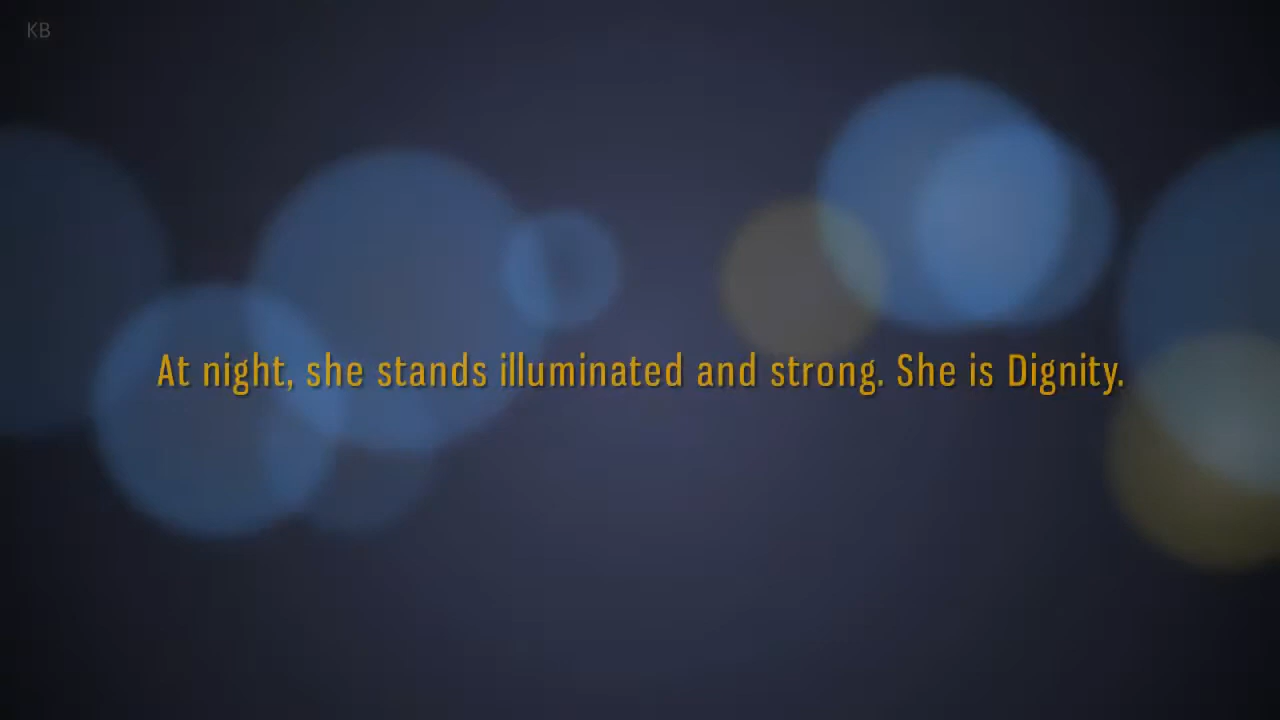 KB
At night, she stands illuminated and strong. She is Dignity.